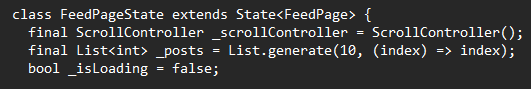 class FeedPageState extends State<FeedPage> {
  final ScrollController _scrollController = ScrollController();
  final List<int> _posts = List.generate(10, (index) => index);
  bool _isLoading = false;